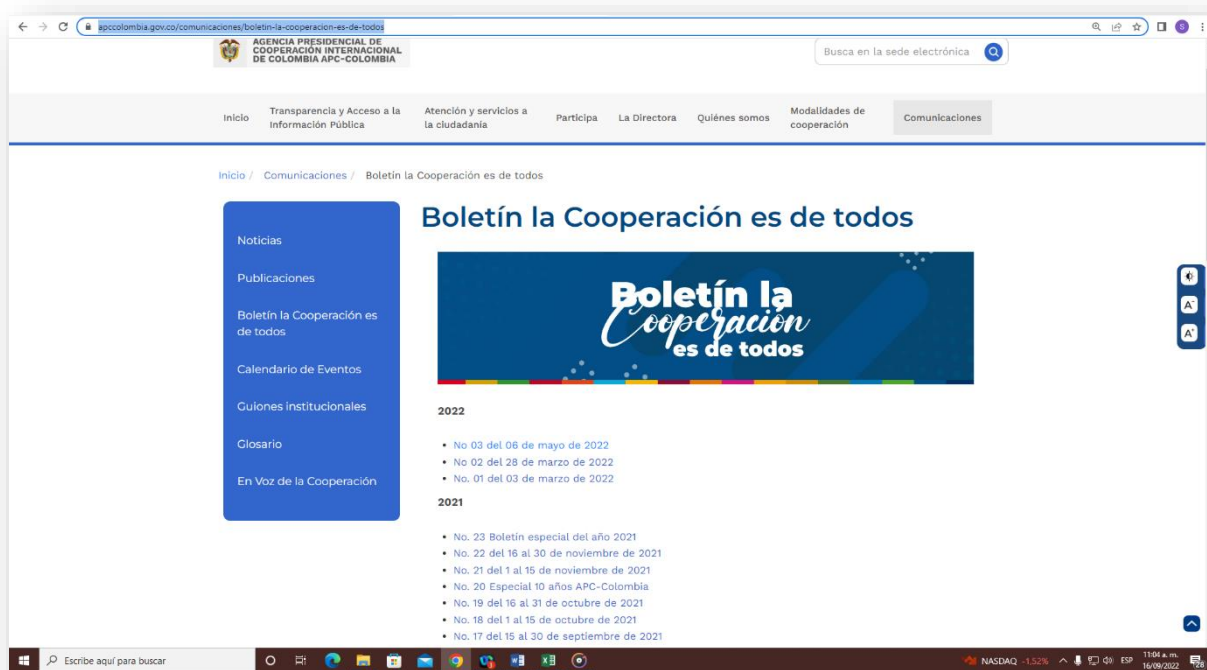 apccolombia.gov.co/comunicaciones/boletin-la-cooperacion-es-de-todos
AGENCIA PRESIDENCIAL DE
COOPERACIÓN INTERNACIONAL
DE COLOMBIA APC-COLOMBIA
Busca en la sede electrónica
Inicio
Transparencia y Acceso a la
Información Pública
Atención y servicios a
la ciudadanía
Participa
La Directora
Quiénes somos
Modalidades de
cooperación
Comunicaciones
Inicio / Comunicaciones / Boletín la Cooperación es de todos
Noticias
Publicaciones
Boletín la Cooperación es
de todos
Calendario de Eventos
Guiones institucionales
Glosario
En Voz de la Cooperación
Boletín la Cooperación es de todos
Boletín la
Cooperación
es de todos
2022
• No 03 del 06 de mayo de 2022
• No 02 del 28 de marzo de 2022
• No. 01 del 03 de marzo de 2022
2021
• No. 23 Boletín especial del año 2021
• No. 22 del 16 al 30 de noviembre de 2021
• No. 21 del 1 al 15 de noviembre de 2021
• No. 20 Especial 10 años APC-Colombia
• No. 19 del 16 al 31 de octubre de 2021
• No. 18 del 1 al 15 de octubre de 2021
• No. 17 del 15 al 30 de septiembre de 2021
A-
A+
Escribe aquí para buscar
NASDAQ -1,52%
ESP
11:04 a. m.
16/09/2022
28